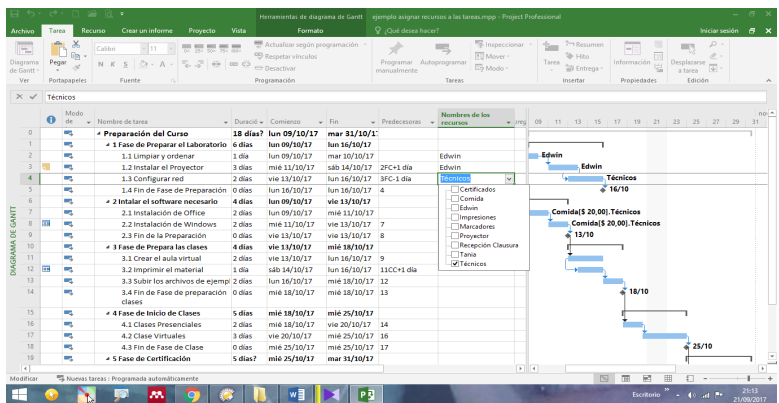 Herramientas de diagrama de Gantt ejemplo asignar recursos a las tareas.mpp - Project Professional
Archivo Tarea Recurso Crear un informe Proyecto Vista Formato ¿Qué desea hacer? Iniciar sesión
Diagrama de Gantt
Pegar
Calibri 11
N K S
Actualizar según programación
Respetar vínculos
Desactivar
Programar manualmente
Autoprogramar
Inspeccionar
Mover
Modo
Tarea
Resumen
Hito
Entrega
Información
Desplazarse a tarea
Ver Portapapeles Fuente Programación Tareas Insertar Propiedades Edición
Técnicos
Modo de Nombre de tarea Duració Comienzo Fin Predecesoras Nombres de los recursos
nov
09 11 13 15 17 19 21 23 25 27 29 31
0 Preparación del Curso 18 días? lun 09/10/17 mar 31/10/1
1 1 Fase de Preparar el Laboratorio 6 días lun 09/10/17 lun 16/10/17
2 1.1 Limpiar y ordenar 1 día lun 09/10/17 mar 10/10/17 Edwin Edwin
3 1.2 Instalar el Proyector 3 días mié 11/10/17 sáb 14/10/17 2FC+1 día Edwin Edwin
4 1.3 Configurar red 2 días vie 13/10/17 lun 16/10/17 3FC-1 día Técnicos Técnicos
5 1.4 Fin de Fase de Preparación 0 días lun 16/10/17 lun 16/10/17 4 16/10
6 2 Intalar el software necesario 4 días lun 09/10/17 vie 13/10/17
7 2.1 Instalación de Office 2 días lun 09/10/17 mié 11/10/17 Comida[$ 20,00].Técnicos
8 2.2 Instalación de Windows 2 días mié 11/10/17 vie 13/10/17 7 Comida[$ 20,00].Técnicos
9 2.3 Fin de la Preparación 0 días vie 13/10/17 vie 13/10/17 8 13/10
10 3 Fase de Prepara las clases 4 días vie 13/10/17 mié 18/10/17
11 3.1 Crear el aula virtual 2 días vie 13/10/17 lun 16/10/17 9
12 3.2 Imprimir el material 1 día sáb 14/10/17 lun 16/10/17 11CC+1 día
13 3.3 Subir los archivos de ejempl 2 días lun 16/10/17 mié 18/10/17 12
14 3.4 Fin de Fase de preparación clases 0 días mié 18/10/17 mié 18/10/17 13 18/10
15 4 Fase de Inicio de Clases 5 días mié 18/10/17 mié 25/10/17
16 4.1 Clases Presenciales 2 días mié 18/10/17 vie 20/10/17 14
17 4.2 Clase Virtuales 3 días vie 20/10/17 mié 25/10/17 16
18 4.3 Fin de Fase de Clase 0 días mié 25/10/17 mié 25/10/17 17 25/10
19 5 Fase de Certificación 5 días? mié 25/10/17 mar 31/10/17
Certificados
Comida
Edwin
Impresiones
Marcadores
Proyector
Recepción Clausura
Tania
Técnicos
DIAGRAMA DE GANTT
Modificar Nuevas tareas : Programada automáticamente
Escritorio
21:13
21/09/2017